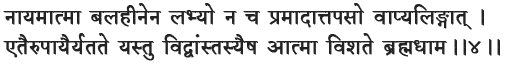 नायमात्मा बलहीनेन लभ्यो न च प्रमादात्तपसो वाप्यलिङ्गात् ।
एतैरुपायैर्यतते यस्तु विद्वांस्तस्यैष आत्मा विशते ब्रह्मधाम ।।४।।